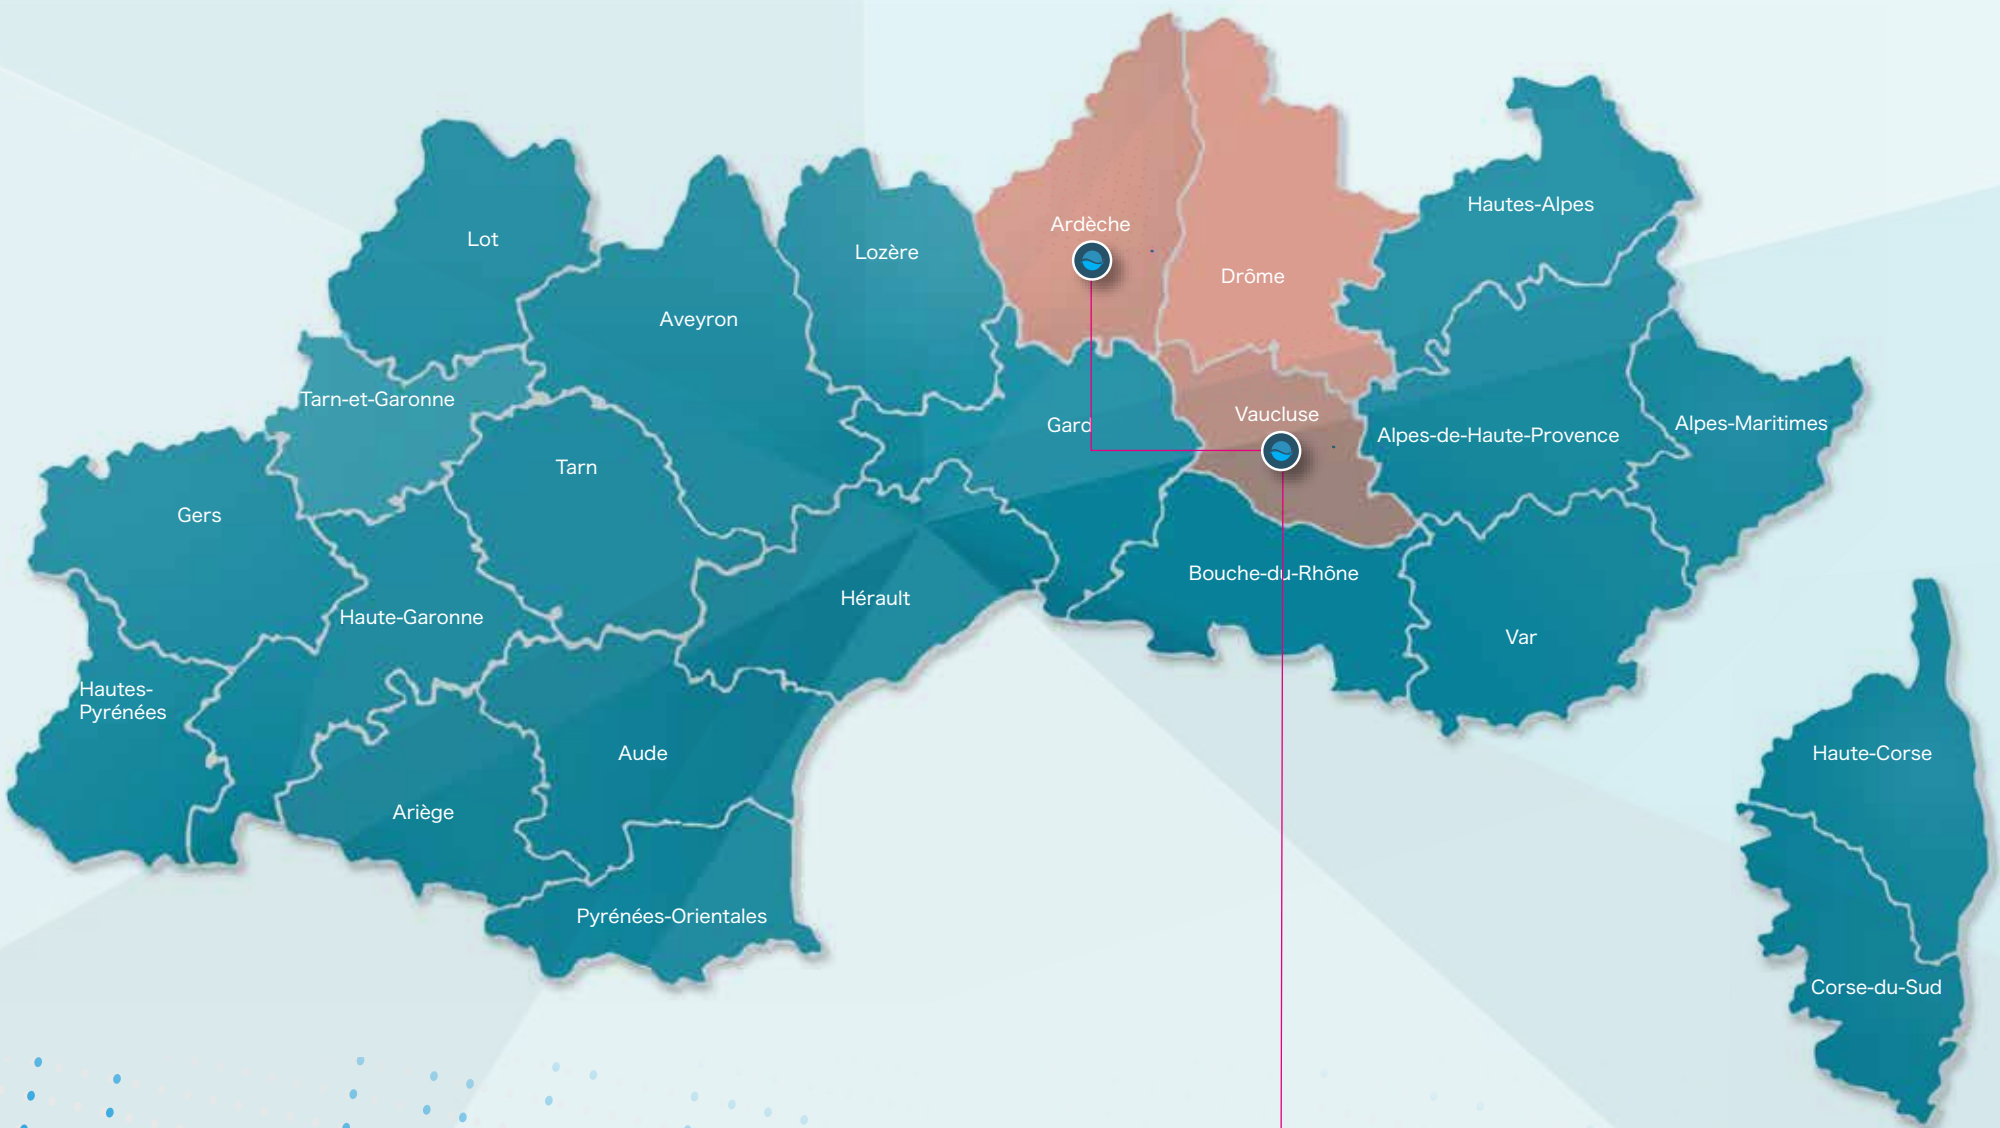 Hautes-Alpes
Ardèche
Lot
Lozère
Drôme
Aveyron
Tarn-et-Garonne
Vaucluse
Gard
Alpes-Maritimes
Alpes-de-Haute-Provence
Tarn
Gers
Bouche-du-Rhône
Hérault
Haute-Garonne
Var
Hautes-
Pyrénées
Aude
Haute-Corse
Ariège
Pyrénées-Orientales
Corse-du-Sud